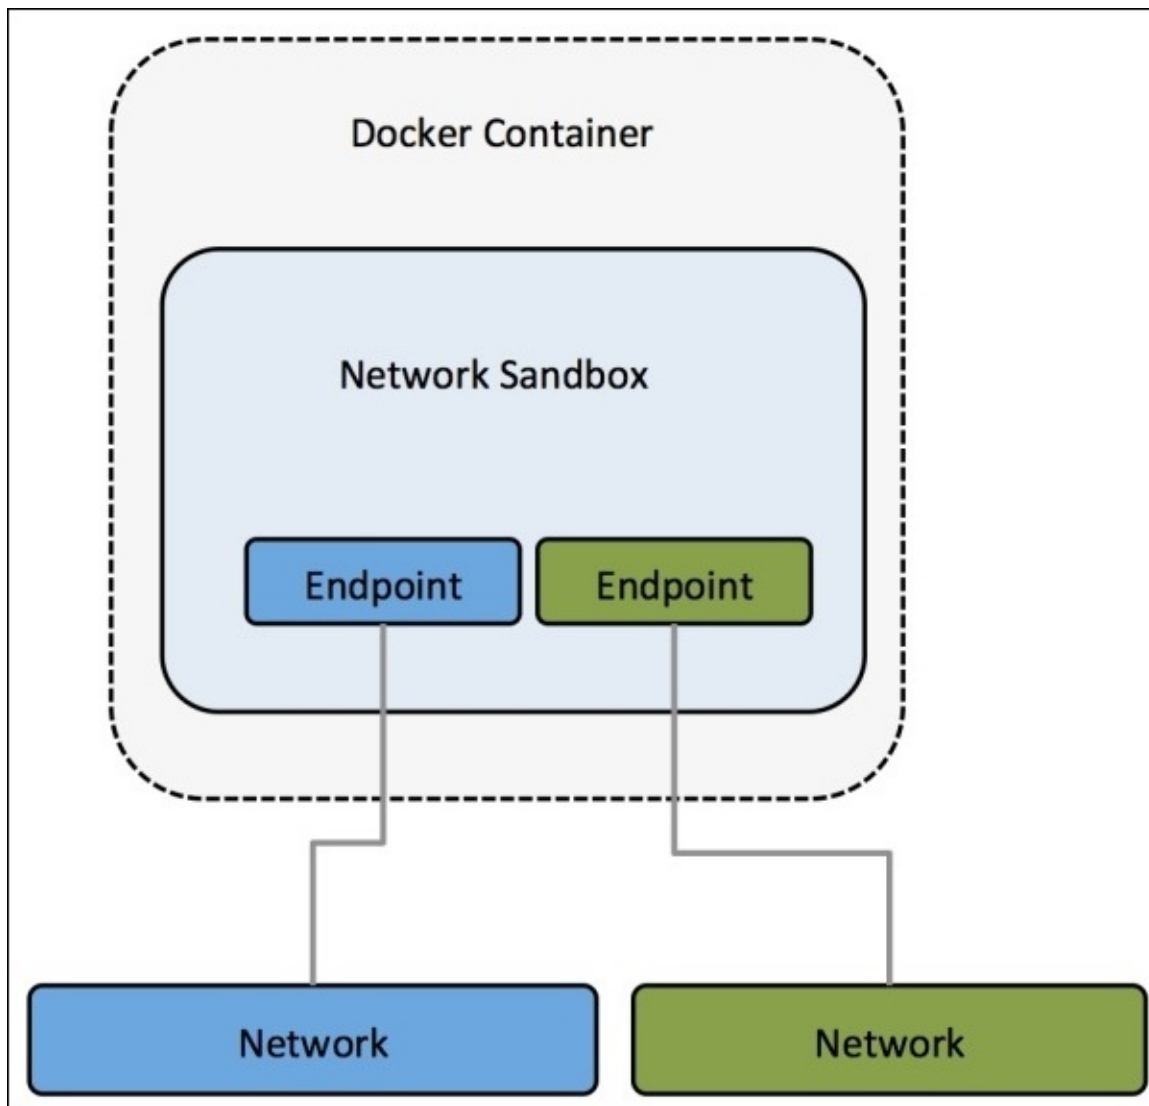 Docker Container
Network Sandbox
Endpoint
Endpoint
Network
Network